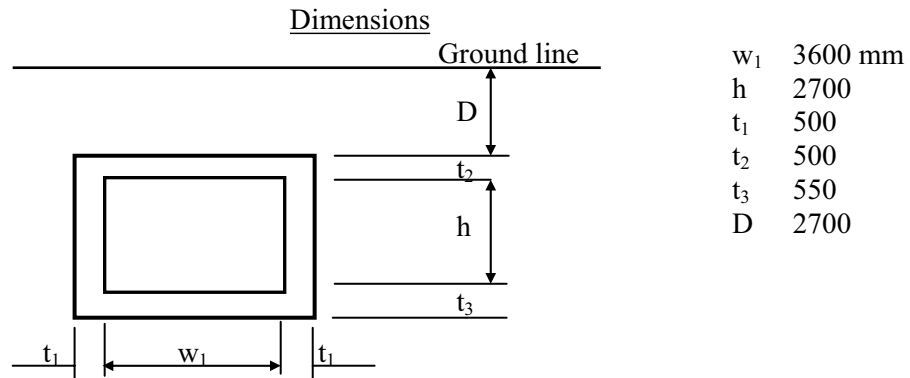 Dimensions
Ground line
D
t₂
h
t₃
t₁ w₁ t₁
w₁ 3600 mm
h 2700
t₁ 500
t₂ 500
t₃ 550
D 2700